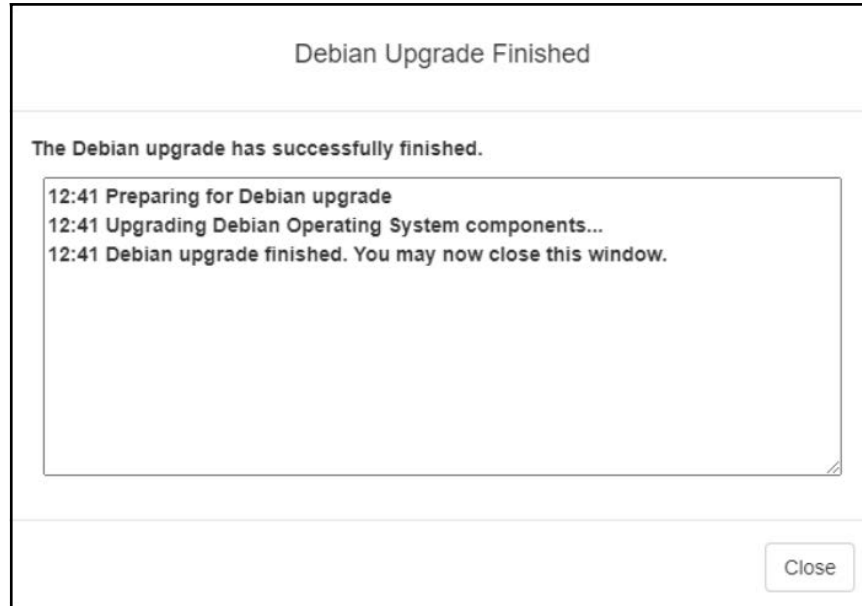 Debian Upgrade Finished
The Debian upgrade has successfully finished.
12:41 Preparing for Debian upgrade
12:41 Upgrading Debian Operating System components...
12:41 Debian upgrade finished. You may now close this window.
Close